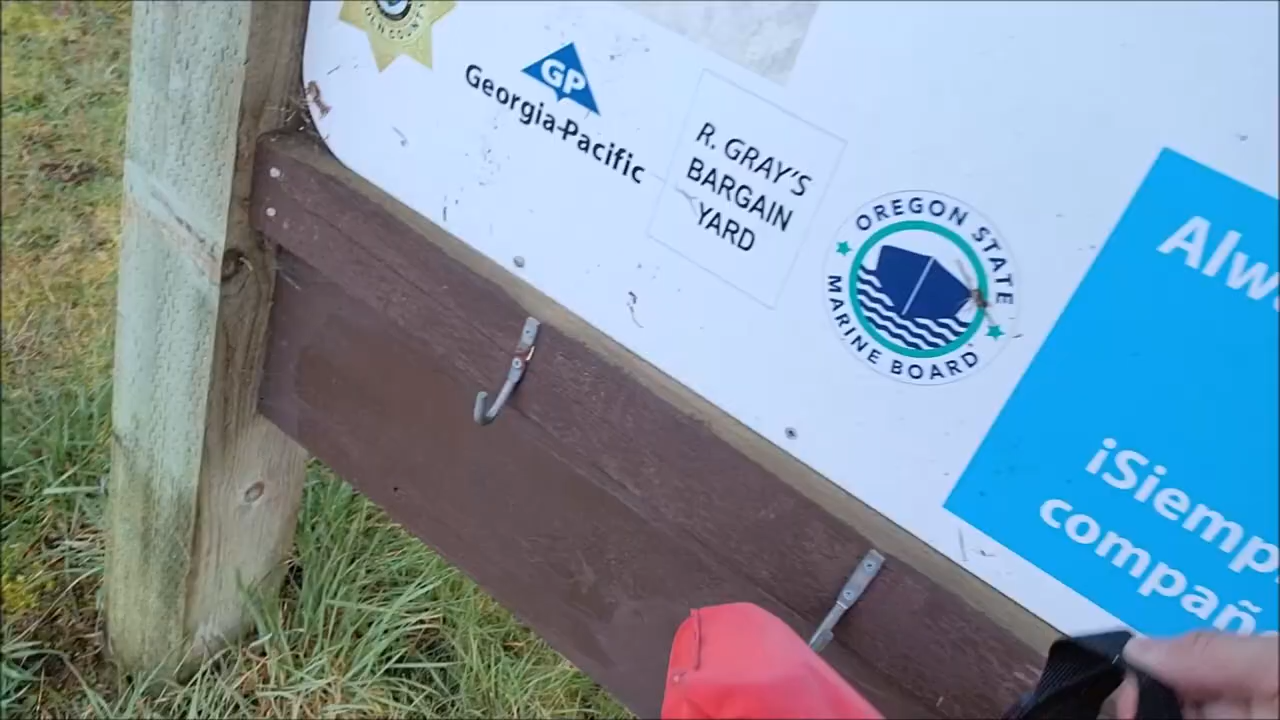 GP
Georgia-Pacific
R. GRAY'S
BARGAIN
YARD
OREGON STATE
MARINE BOARD
Alw
¡Siemp
compañ